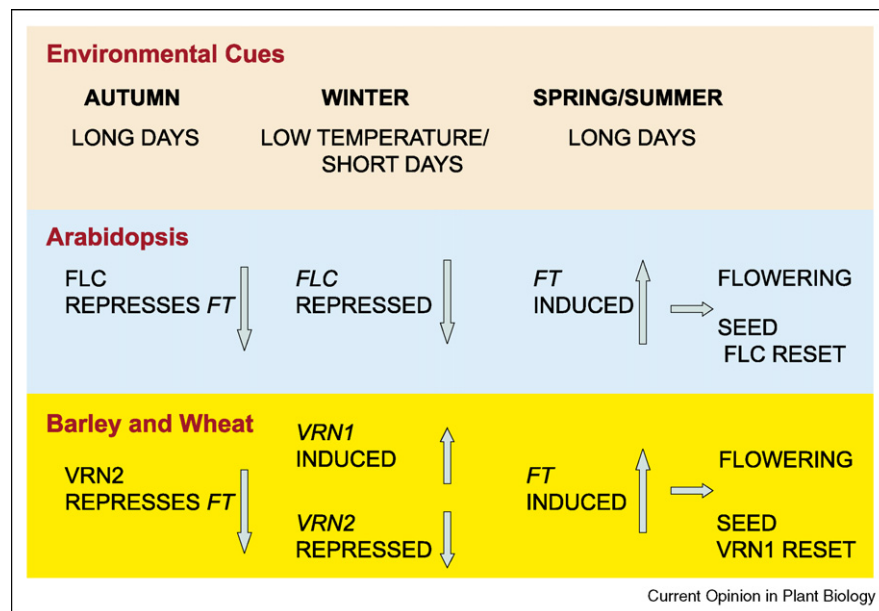 Environmental Cues
AUTUMN
LONG DAYS
WINTER
LOW TEMPERATURE/
SHORT DAYS
SPRING/SUMMER
LONG DAYS
Arabidopsis
FLC
REPRESSES FT
FLC
REPRESSED
FT
INDUCED
FLOWERING
SEED
FLC RESET
Barley and Wheat
VRN2
REPRESSES FT
VRN1
INDUCED
VRN2
REPRESSED
FT
INDUCED
FLOWERING
SEED
VRN1 RESET
Current Opinion in Plant Biology